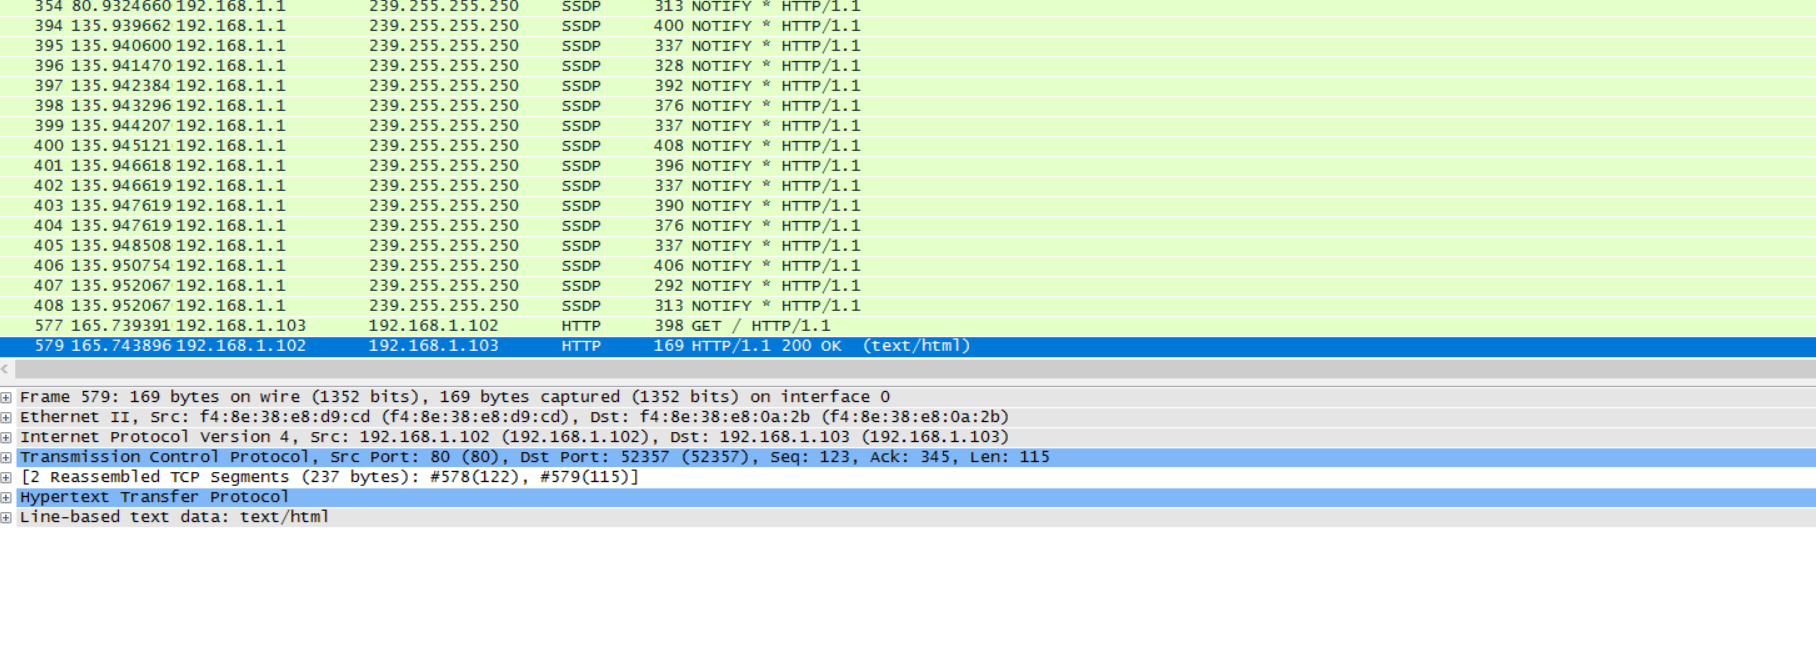 354 80.9324660 192.168.1.1 239.255.255.250 SSDP 313 NOTIFY * HTTP/1.1
394 135.939662 192.168.1.1 239.255.255.250 SSDP 400 NOTIFY * HTTP/1.1
395 135.940600 192.168.1.1 239.255.255.250 SSDP 337 NOTIFY * HTTP/1.1
396 135.941470 192.168.1.1 239.255.255.250 SSDP 328 NOTIFY * HTTP/1.1
397 135.942384 192.168.1.1 239.255.255.250 SSDP 392 NOTIFY * HTTP/1.1
398 135.943296 192.168.1.1 239.255.255.250 SSDP 376 NOTIFY * HTTP/1.1
399 135.944207 192.168.1.1 239.255.255.250 SSDP 337 NOTIFY * HTTP/1.1
400 135.945121 192.168.1.1 239.255.255.250 SSDP 408 NOTIFY * HTTP/1.1
401 135.946618 192.168.1.1 239.255.255.250 SSDP 396 NOTIFY * HTTP/1.1
402 135.946619 192.168.1.1 239.255.255.250 SSDP 337 NOTIFY * HTTP/1.1
403 135.947619 192.168.1.1 239.255.255.250 SSDP 390 NOTIFY * HTTP/1.1
404 135.947619 192.168.1.1 239.255.255.250 SSDP 376 NOTIFY * HTTP/1.1
405 135.948508 192.168.1.1 239.255.255.250 SSDP 337 NOTIFY * HTTP/1.1
406 135.950754 192.168.1.1 239.255.255.250 SSDP 406 NOTIFY * HTTP/1.1
407 135.952067 192.168.1.1 239.255.255.250 SSDP 292 NOTIFY * HTTP/1.1
408 135.952067 192.168.1.1 239.255.255.250 SSDP 313 NOTIFY * HTTP/1.1
577 165.739391 192.168.1.103 192.168.1.102 HTTP 398 GET / HTTP/1.1
579 165.743896 192.168.1.102 192.168.1.103 HTTP 169 HTTP/1.1 200 OK (text/html)
Frame 579: 169 bytes on wire (1352 bits), 169 bytes captured (1352 bits) on interface 0
Ethernet II, Src: f4:8e:38:e8:d9:cd (f4:8e:38:e8:d9:cd), Dst: f4:8e:38:e8:0a:2b (f4:8e:38:e8:0a:2b)
Internet Protocol Version 4, Src: 192.168.1.102 (192.168.1.102), Dst: 192.168.1.103 (192.168.1.103)
Transmission Control Protocol, Src Port: 80 (80), Dst Port: 52357 (52357), Seq: 123, Ack: 345, Len: 115
[2 Reassembled TCP Segments (237 bytes): #578(122), #579(115)]
Hypertext Transfer Protocol
Line-based text data: text/html